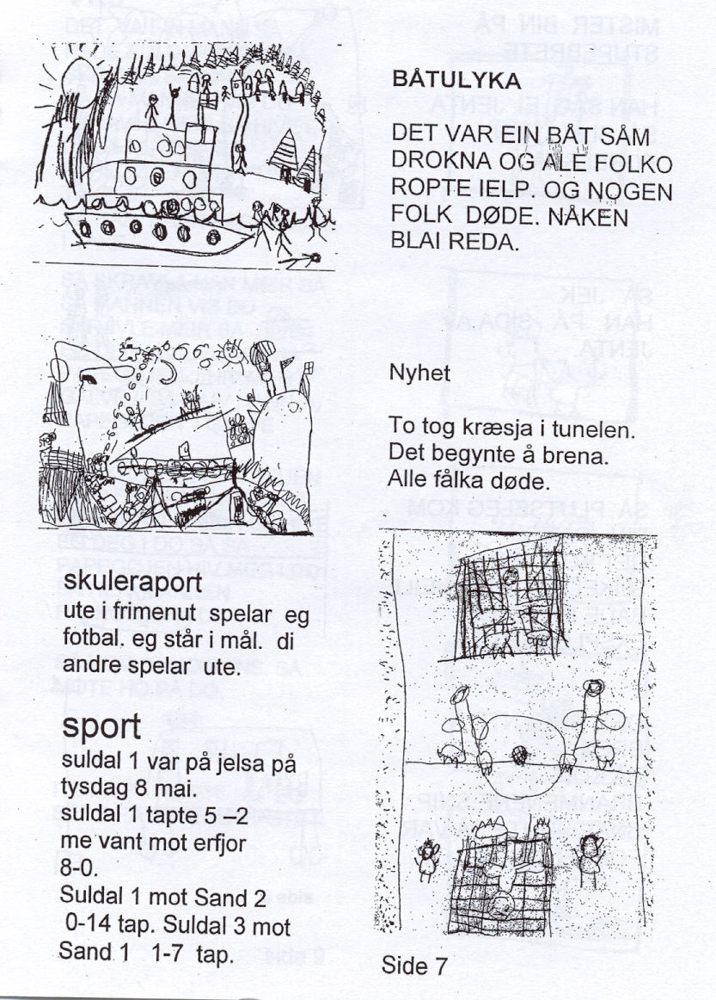 BÅTULYKA
DET VAR EIN BÅT SÅM
DROKNA OG ALE FOLKO
ROPTE IELP. OG NOGEN
FOLK DØDE. NÅKEN
BLAI REDA.
Nyhet
To tog kræsja i tunelen.
Det begynte å brena.
Alle fålka døde.
skuleraport
ute i frimenut spelar eg
fotbal. eg står i mål. di
andre spelar ute.
sport
suldal 1 var på jelsa på
tysdag 8 mai.
suldal 1 tapte 5 –2
me vant mot erfjor
8-0.
Suldal 1 mot Sand 2
0-14 tap. Suldal 3 mot
Sand 1 1-7 tap.
Side 7